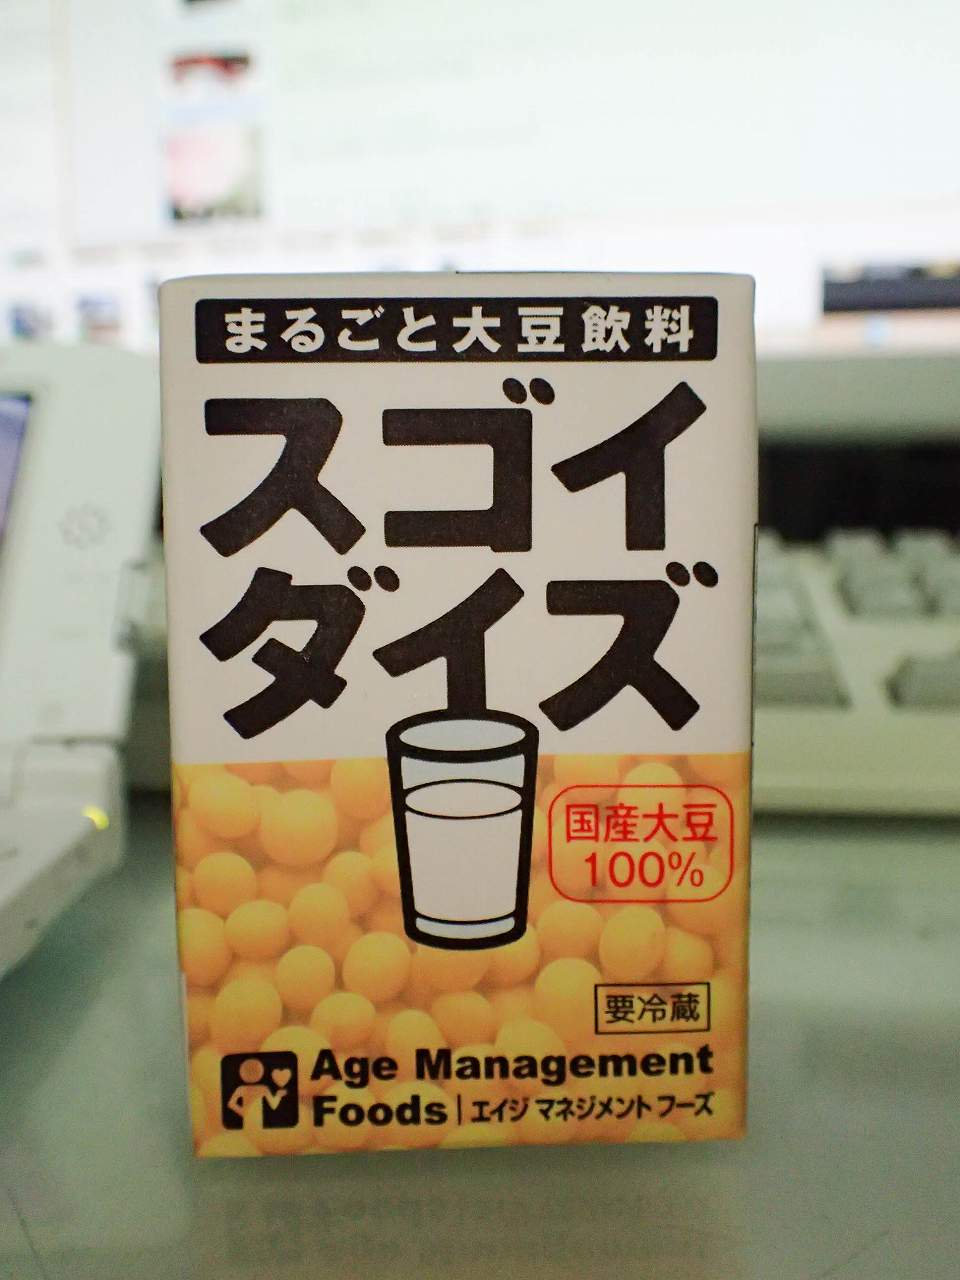 まるごと大豆飲料
スゴイ
ダイズ
国産大豆
100%
要冷蔵
Age Management
Foods | エイジ マネジメント フーズ